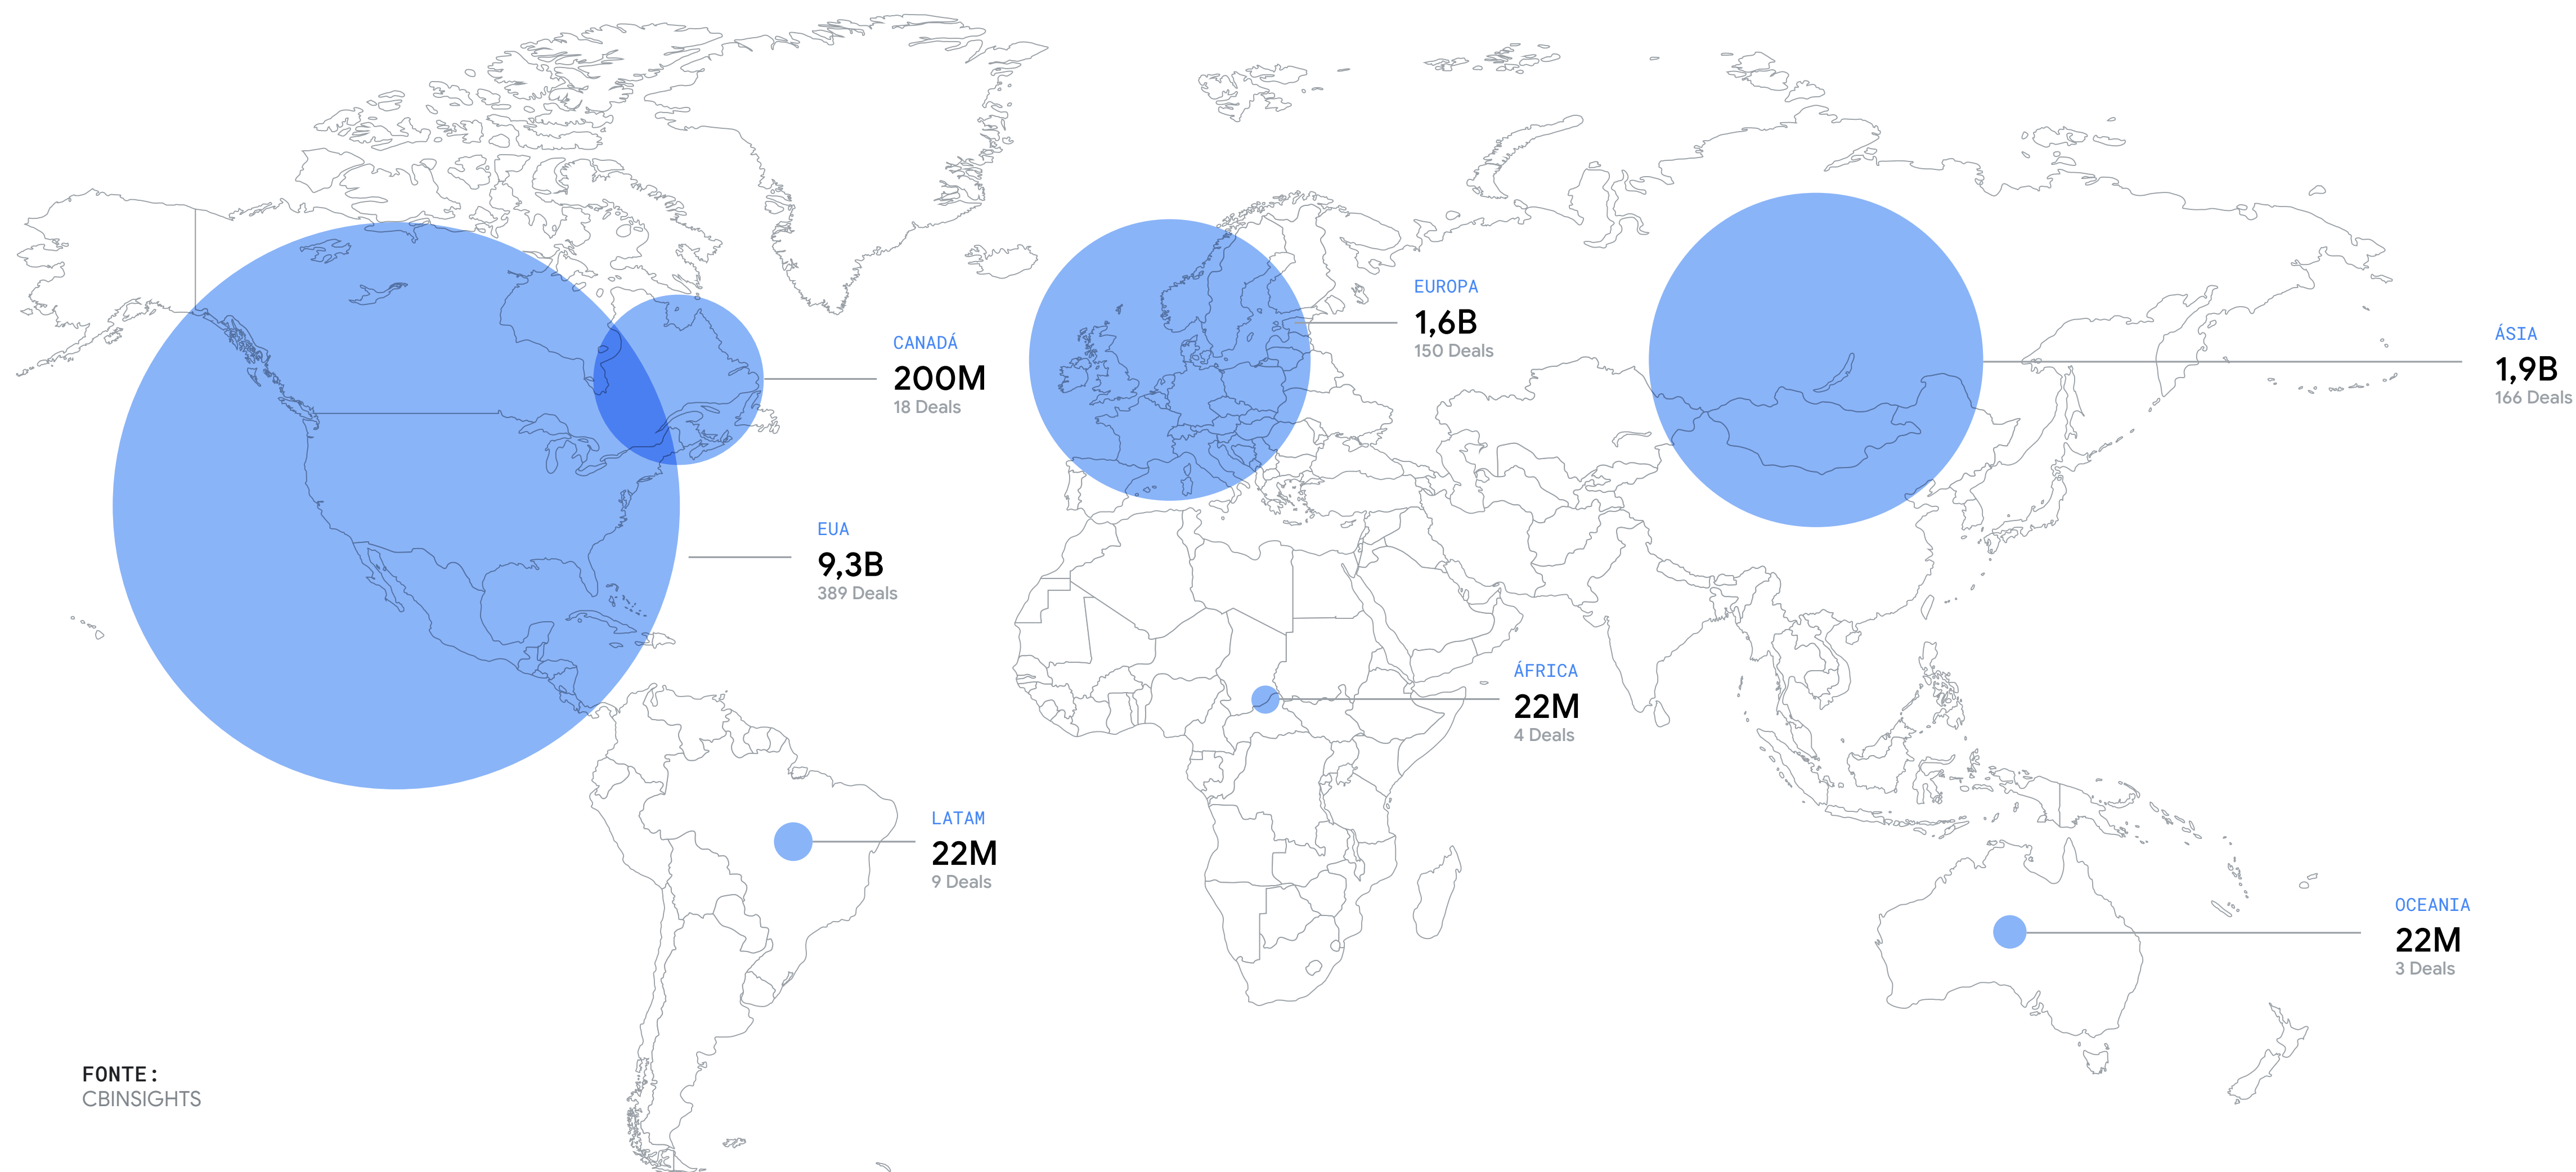 EUROPA
1,6B
150 Deals
ÁSIA
1,9B
166 Deals
CANADÁ
200M
18 Deals
EUA
9,3B
389 Deals
ÁFRICA
22M
4 Deals
LATAM
22M
9 Deals
OCEANIA
22M
3 Deals
FONTE:
CBINSIGHTS